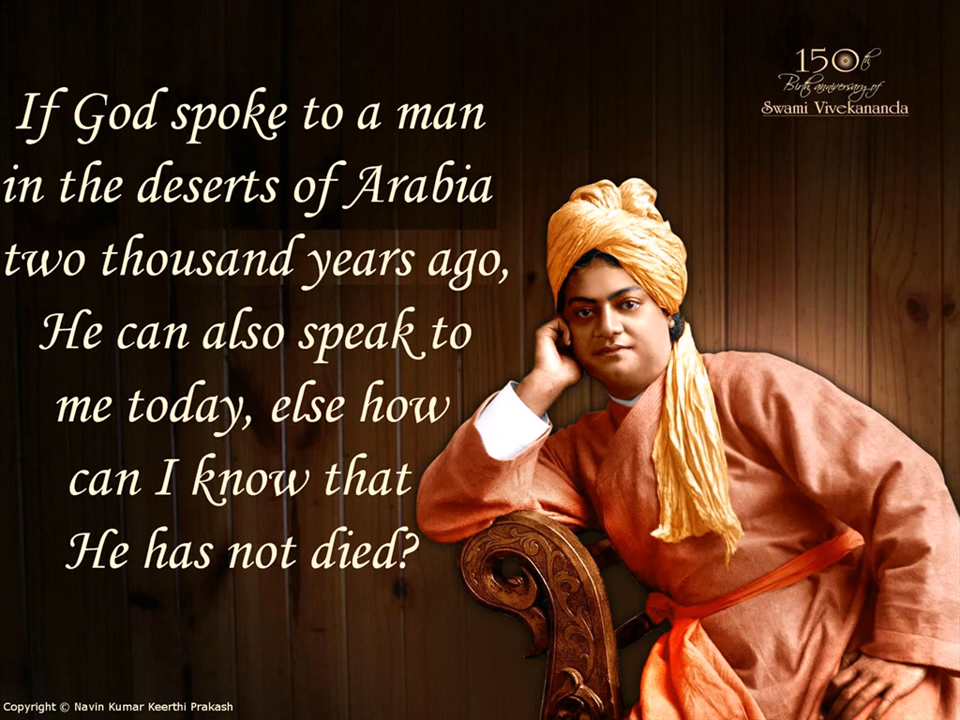 150th
Birth anniversary of
Swami Vivekananda
If God spoke to a man
in the deserts of Arabia
two thousand years ago,
He can also speak to
me today, else how
can I know that
He has not died?
Copyright © Navin Kumar Keerthi Prakash